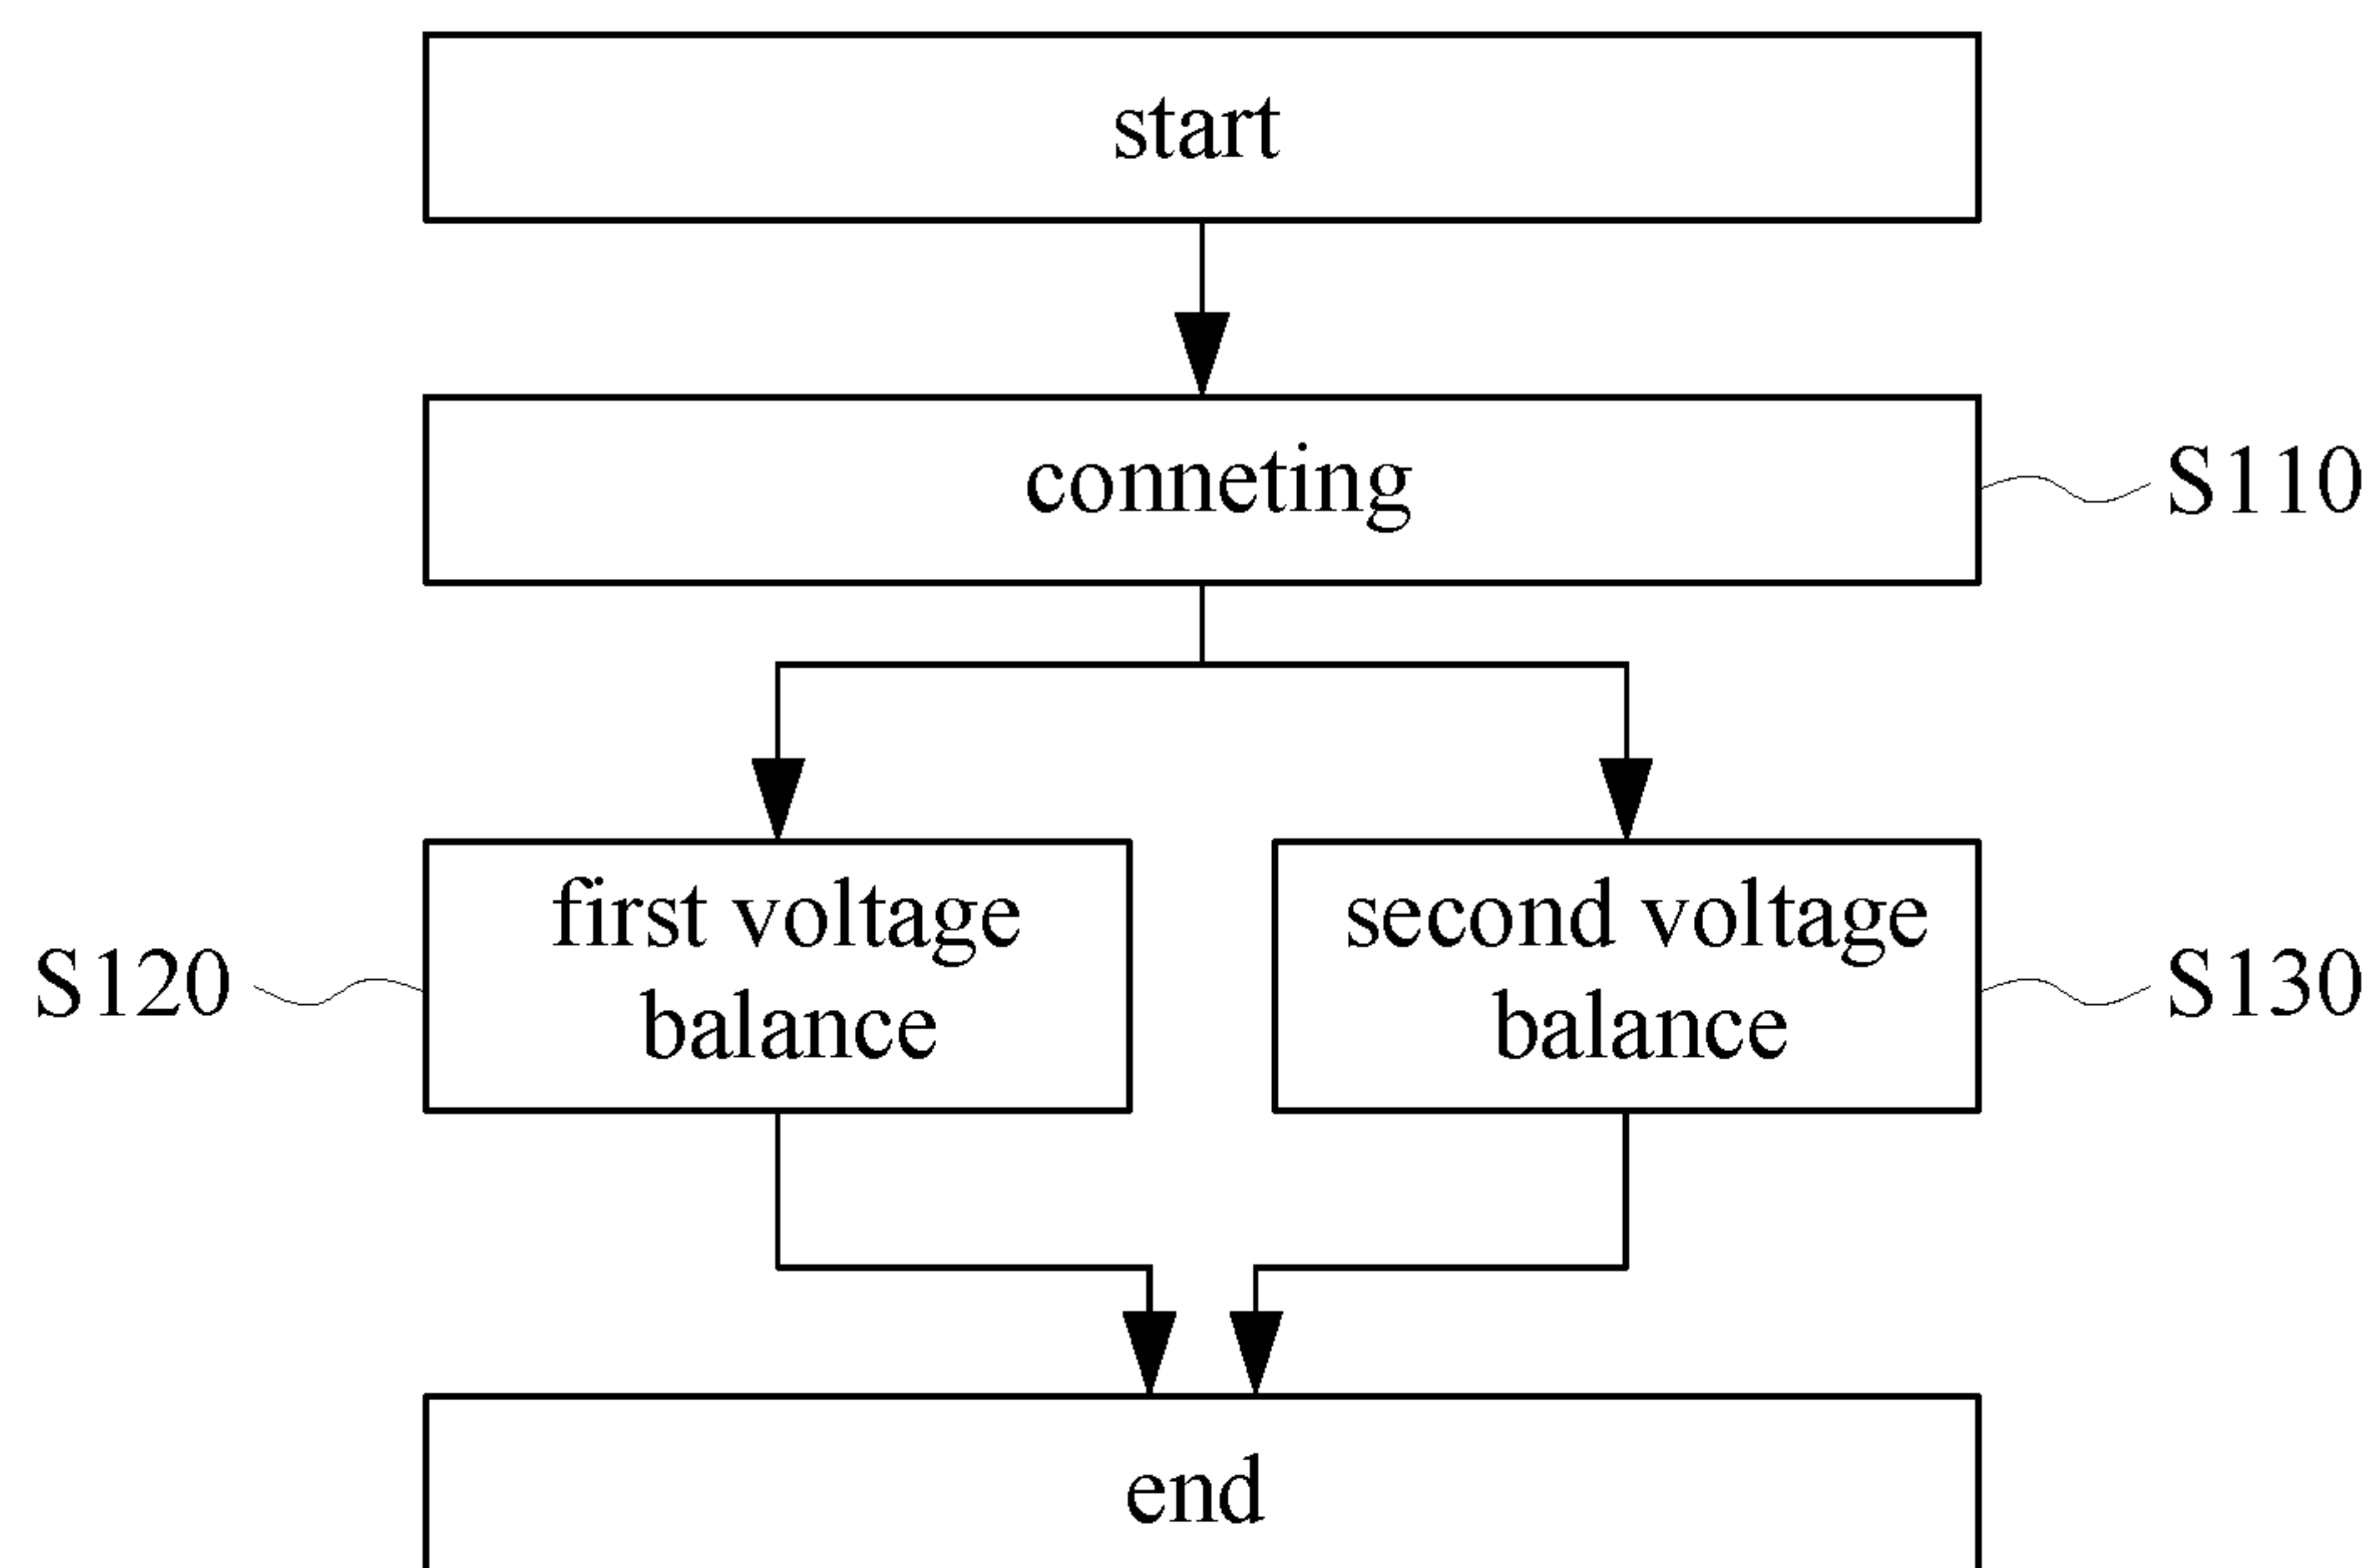 start
conneting
S110
first voltage
balance
S120
second voltage
balance
S130
end